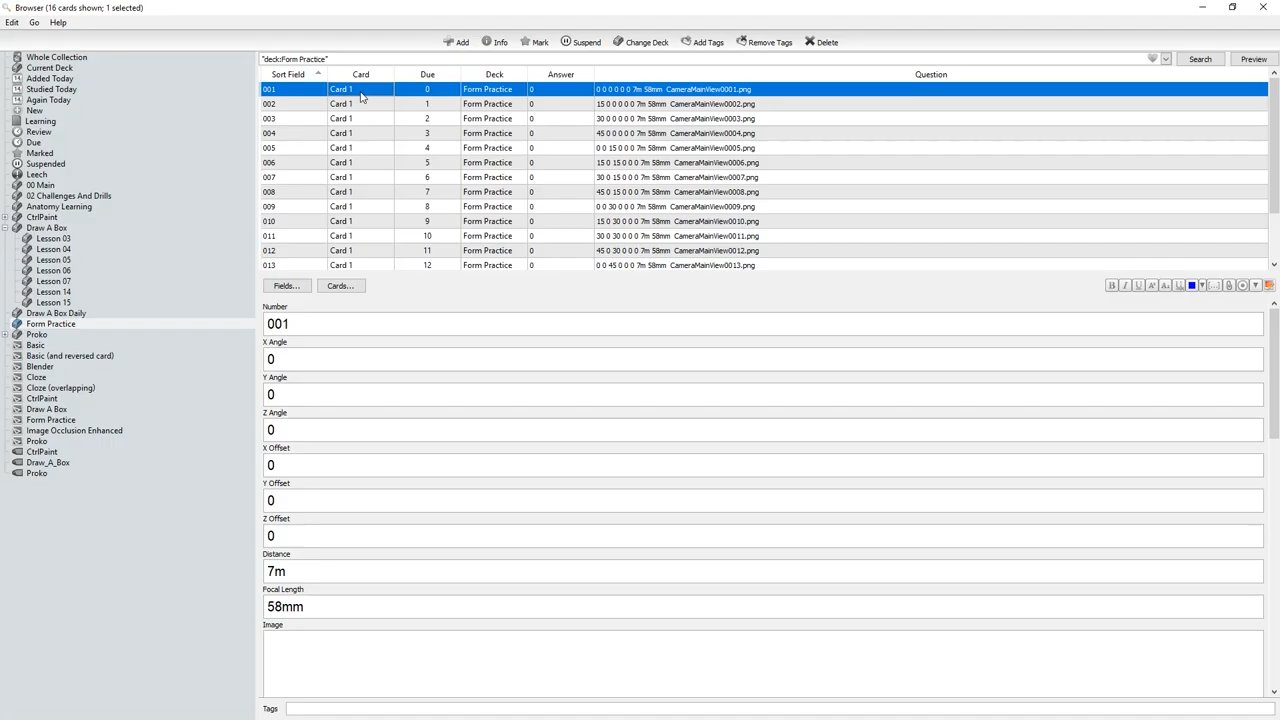 Browser (16 cards shown; 1 selected)
Edit Go Help
Add Info Mark Suspend Change Deck Add Tags Remove Tags Delete
Whole Collection
Current Deck
Added Today
Studied Today
Again Today
New
Learning
Review
Due
Marked
Suspended
Leech
00 Main
02 Challenges And Drills
Anatomy Learning
CtrlPaint
Draw A Box
Lesson 03
Lesson 04
Lesson 05
Lesson 06
Lesson 07
Lesson 14
Lesson 15
Draw A Box Daily
Form Practice
Proko
Basic
Basic (and reversed card)
Blender
Cloze
Cloze (overlapping)
CtrlPaint
Draw A Box
Form Practice
Image Occlusion Enhanced
Proko
CtrlPaint
Draw_A_Box
Proko
"deck:Form Practice" Search Preview
Sort Field Card Due Deck Answer Question
001 Card 1 0 Form Practice 0 0 0 0 0 0 0 7m 58mm CameraMainView0001.png
002 Card 1 1 Form Practice 0 15 0 0 0 0 0 7m 58mm CameraMainView0002.png
003 Card 1 2 Form Practice 0 30 0 0 0 0 0 7m 58mm CameraMainView0003.png
004 Card 1 3 Form Practice 0 45 0 0 0 0 0 7m 58mm CameraMainView0004.png
005 Card 1 4 Form Practice 0 0 0 15 0 0 0 7m 58mm CameraMainView0005.png
006 Card 1 5 Form Practice 0 15 0 15 0 0 0 7m 58mm CameraMainView0006.png
007 Card 1 6 Form Practice 0 30 0 15 0 0 0 7m 58mm CameraMainView0007.png
008 Card 1 7 Form Practice 0 45 0 15 0 0 0 7m 58mm CameraMainView0008.png
009 Card 1 8 Form Practice 0 0 0 30 0 0 0 7m 58mm CameraMainView0009.png
010 Card 1 9 Form Practice 0 15 0 30 0 0 0 7m 58mm CameraMainView0010.png
011 Card 1 10 Form Practice 0 30 0 30 0 0 0 7m 58mm CameraMainView0011.png
012 Card 1 11 Form Practice 0 45 0 30 0 0 0 7m 58mm CameraMainView0012.png
013 Card 1 12 Form Practice 0 0 0 45 0 0 0 7m 58mm CameraMainView0013.png
Fields... Cards...
Number
001
X Angle
0
Y Angle
0
Z Angle
0
X Offset
0
Y Offset
0
Z Offset
0
Distance
7m
Focal Length
58mm
Image
Tags